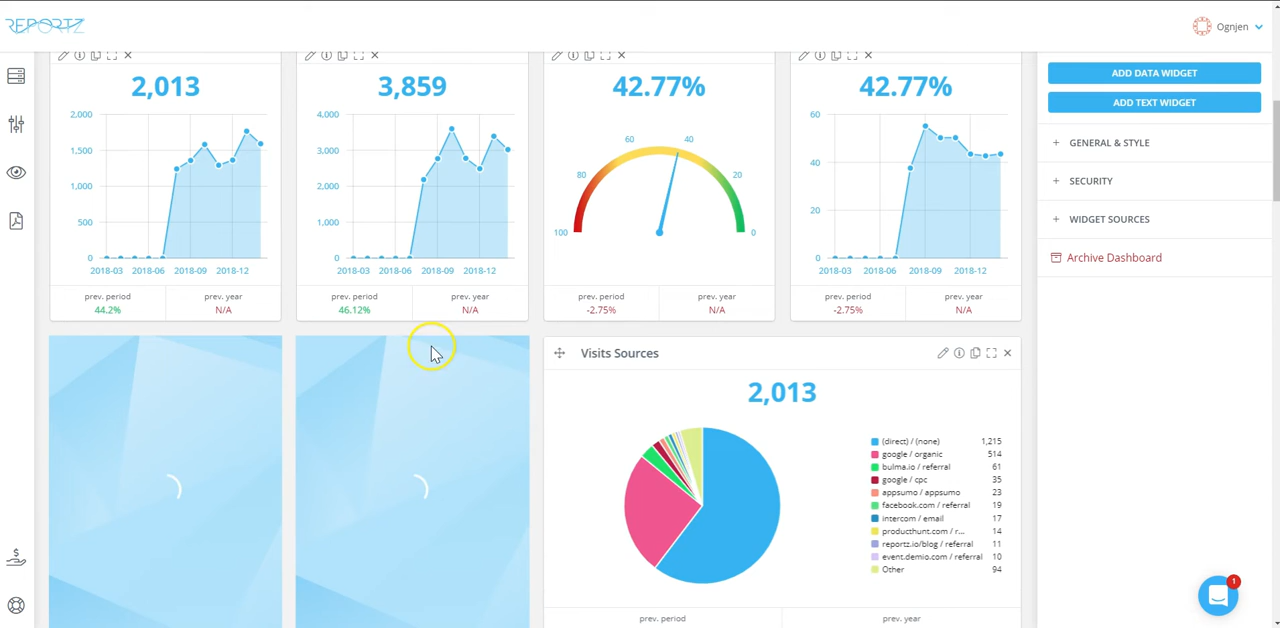 REPORTZ
Ognjen
2,013
2,000
1,500
1,000
500
0
2018-03
2018-06
2018-09
2018-12
prev. period
44.2%
prev. year
N/A
3,859
4,000
3,000
2,000
1,000
0
2018-03
2018-06
2018-09
2018-12
prev. period
46.12%
prev. year
N/A
42.77%
60
40
80
20
100
0
prev. period
-2.75%
prev. year
N/A
42.77%
60
40
20
0
2018-03
2018-06
2018-09
2018-12
prev. period
-2.75%
prev. year
N/A
ADD DATA WIDGET
ADD TEXT WIDGET
+ GENERAL & STYLE
+ SECURITY
+ WIDGET SOURCES
Archive Dashboard
Visits Sources
2,013
(direct) / (none) 1,215
google / organic 514
bulma.io / referral 61
google / cpc 35
appsumo / appsumo 23
facebook.com / referral 19
intercom / email 17
producthunt.com / r... 14
reportz.io/blog / referral 11
event.demio.com / referral 10
Other 94
prev. period
prev. year
1